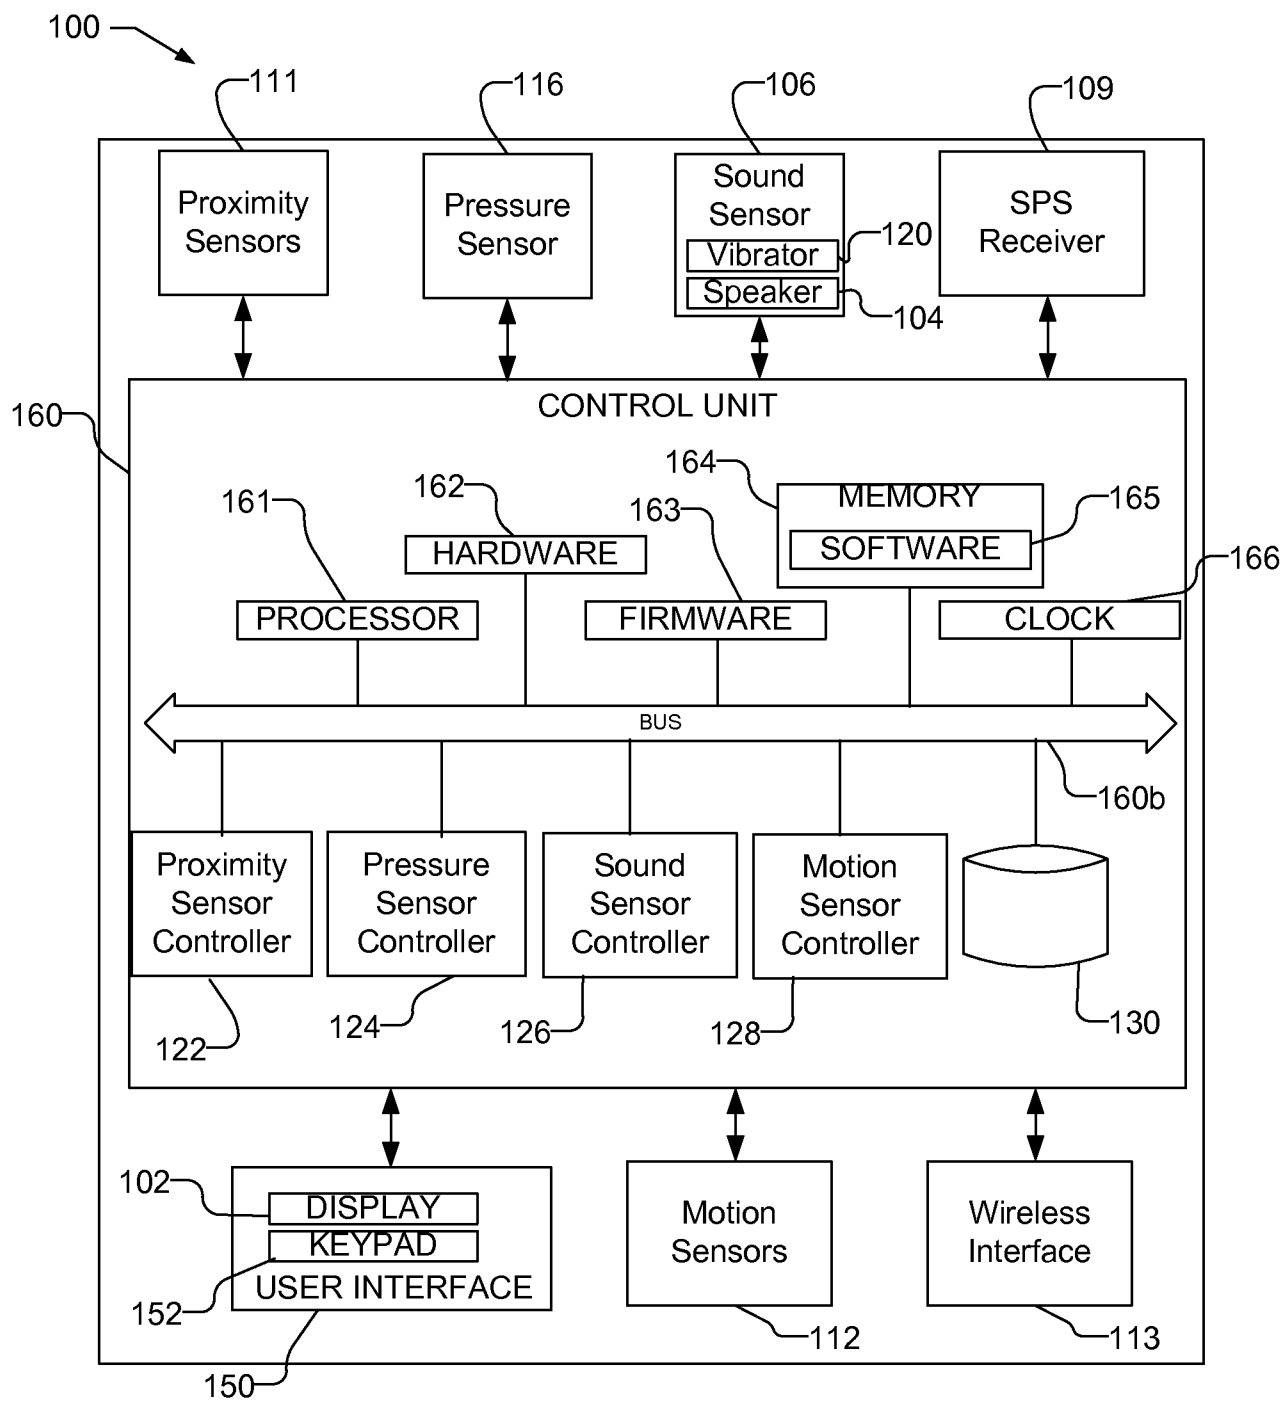 100
111
116
106
109
Proximity
Sensors
Pressure
Sensor
Sound
Sensor
Vibrator
Speaker
120
104
SPS
Receiver
160
CONTROL UNIT
161
162
163
164
165
166
MEMORY
SOFTWARE
HARDWARE
PROCESSOR
FIRMWARE
CLOCK
BUS
160b
Proximity
Sensor
Controller
Pressure
Sensor
Controller
Sound
Sensor
Controller
Motion
Sensor
Controller
122
124
126
128
130
102
DISPLAY
KEYPAD
152
USER INTERFACE
150
Motion
Sensors
112
Wireless
Interface
113